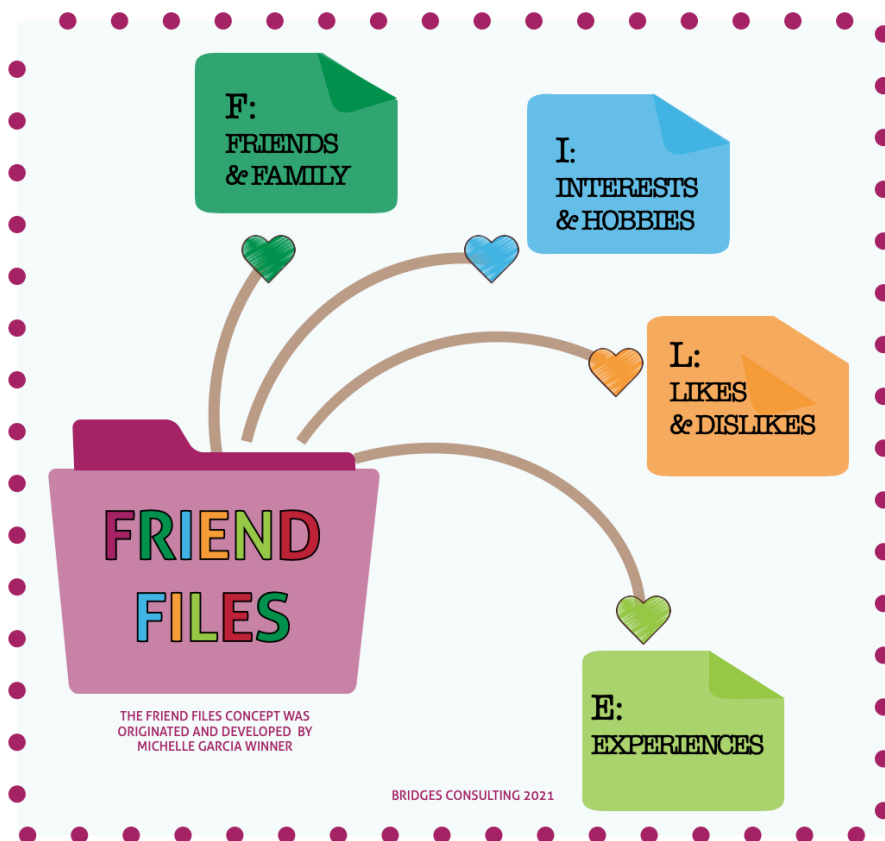 F:
FRIENDS
& FAMILY
I:
INTERESTS
& HOBBIES
L:
LIKES
& DISLIKES
FRIEND
FILES
E:
EXPERIENCES
THE FRIEND FILES CONCEPT WAS
ORIGINATED AND DEVELOPED BY
MICHELLE GARCIA WINNER
BRIDGES CONSULTING 2021